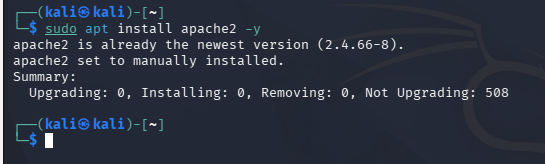 ┌──(kali㉿kali)-[~]
└─$ sudo apt install apache2 -y
apache2 is already the newest version (2.4.66-8).
apache2 set to manually installed.
Summary:
  Upgrading: 0, Installing: 0, Removing: 0, Not Upgrading: 508

┌──(kali㉿kali)-[~]
└─$